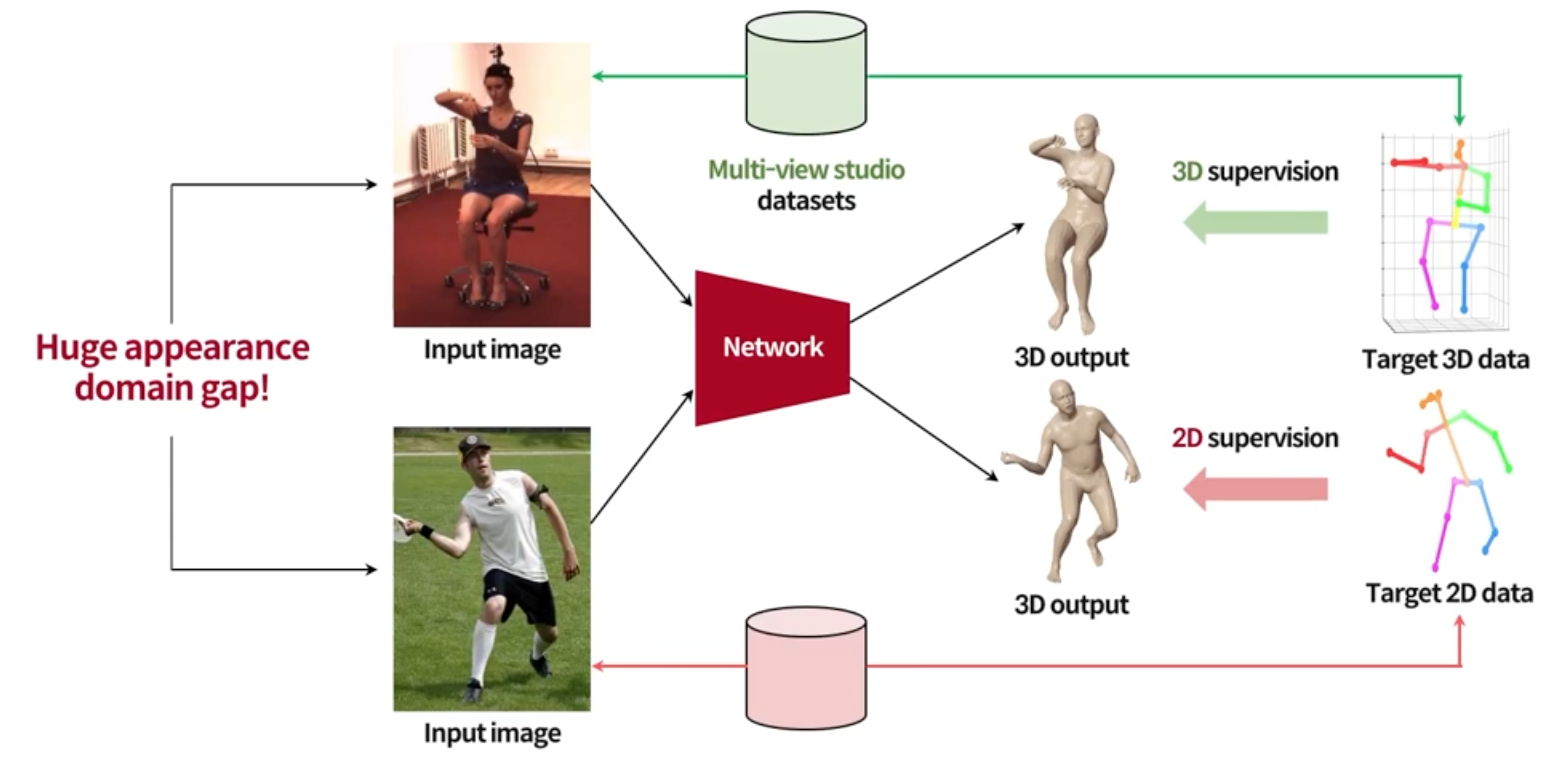 Multi-view studio
datasets
3D supervision
Huge appearance
domain gap!
Input image
Network
3D output
Target 3D data
2D supervision
3D output
Target 2D data
Input image